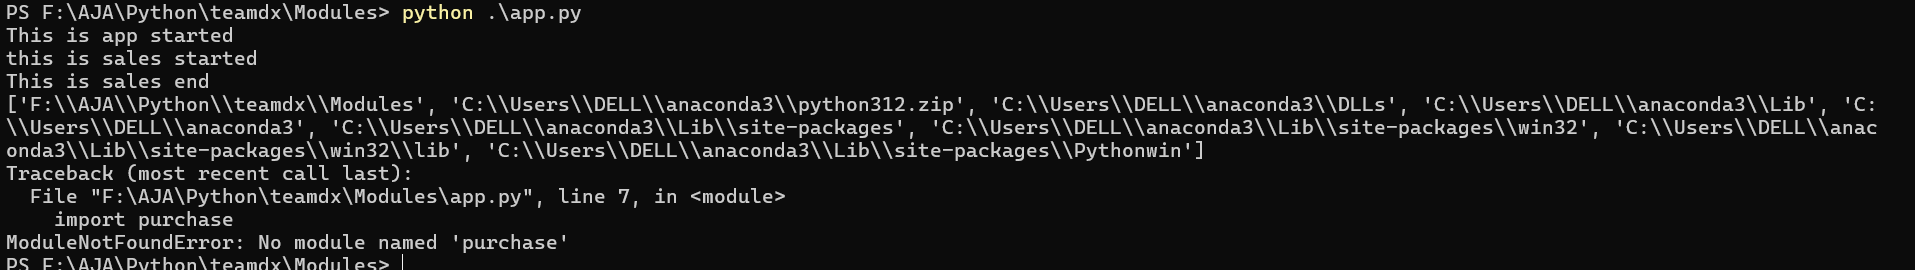 PS F:\AJA\Python\teamdx\Modules> python .\app.py
This is app started
this is sales started
This is sales end
['F:\\AJA\\Python\\teamdx\\Modules', 'C:\\Users\\DELL\\anaconda3\\python312.zip', 'C:\\Users\\DELL\\anaconda3\\DLLs', 'C:\\Users\\DELL\\anaconda3\\Lib', 'C:
\\Users\\DELL\\anaconda3', 'C:\\Users\\DELL\\anaconda3\\Lib\\site-packages', 'C:\\Users\\DELL\\anaconda3\\Lib\\site-packages\\win32', 'C:\\Users\\DELL\\anac
onda3\\Lib\\site-packages\\win32\\lib', 'C:\\Users\\DELL\\anaconda3\\Lib\\site-packages\\Pythonwin']
Traceback (most recent call last):
  File "F:\AJA\Python\teamdx\Modules\app.py", line 7, in <module>
    import purchase
ModuleNotFoundError: No module named 'purchase'
PS F:\AJA\Python\teamdx\Modules>